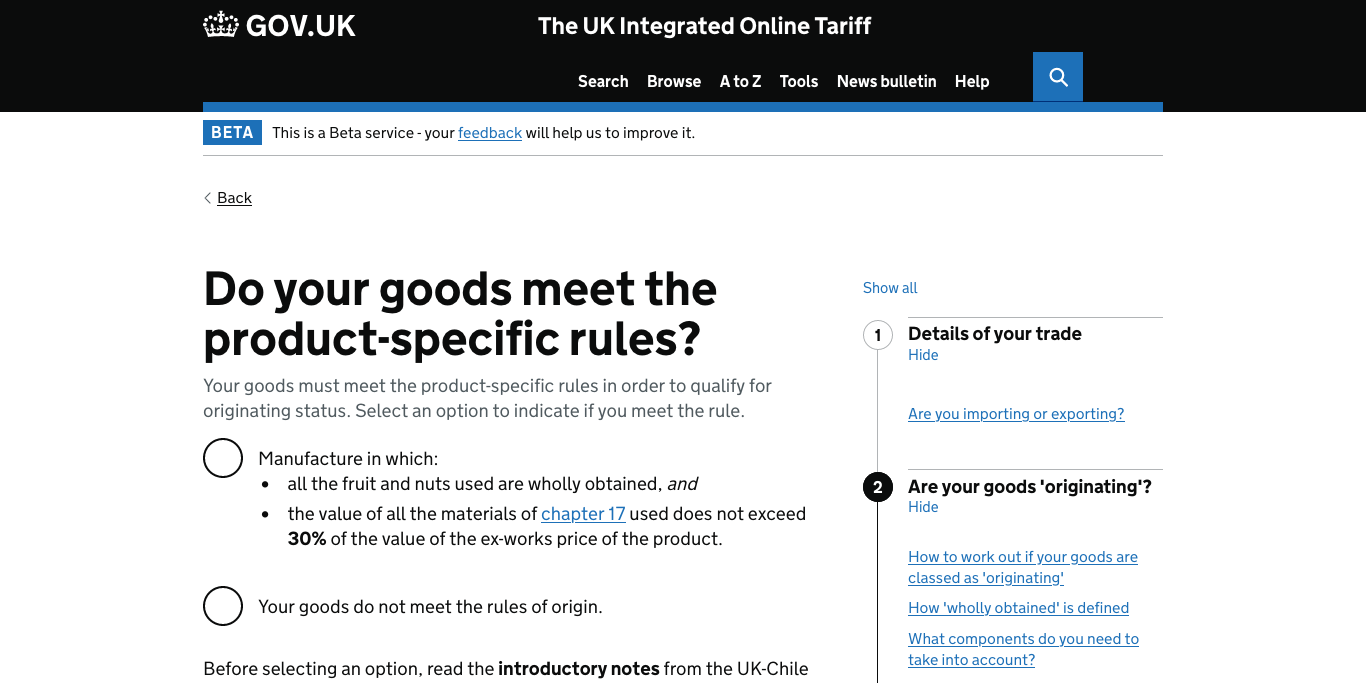 GOV.UK
The UK Integrated Online Tariff
Search Browse A to Z Tools News bulletin Help
BETA This is a Beta service - your feedback will help us to improve it.
Back
Do your goods meet the
product-specific rules?
Your goods must meet the product-specific rules in order to qualify for
originating status. Select an option to indicate if you meet the rule.
Manufacture in which:
• all the fruit and nuts used are wholly obtained, and
• the value of all the materials of chapter 17 used does not exceed
30% of the value of the ex-works price of the product.
Your goods do not meet the rules of origin.
Before selecting an option, read the introductory notes from the UK-Chile
Show all
1 Details of your trade
Hide
Are you importing or exporting?
2 Are your goods 'originating'?
Hide
How to work out if your goods are
classed as 'originating'
How 'wholly obtained' is defined
What components do you need to
take into account?